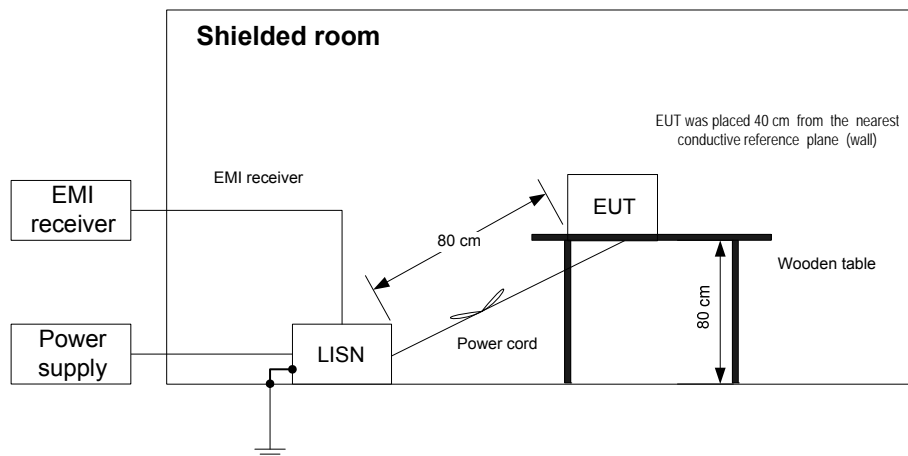 Shielded room
EUT was placed 40 cm from the nearest
conductive reference plane (wall)
EMI receiver
EMI
receiver
EUT
80 cm
Wooden table
80 cm
Power cord
Power
supply
LISN